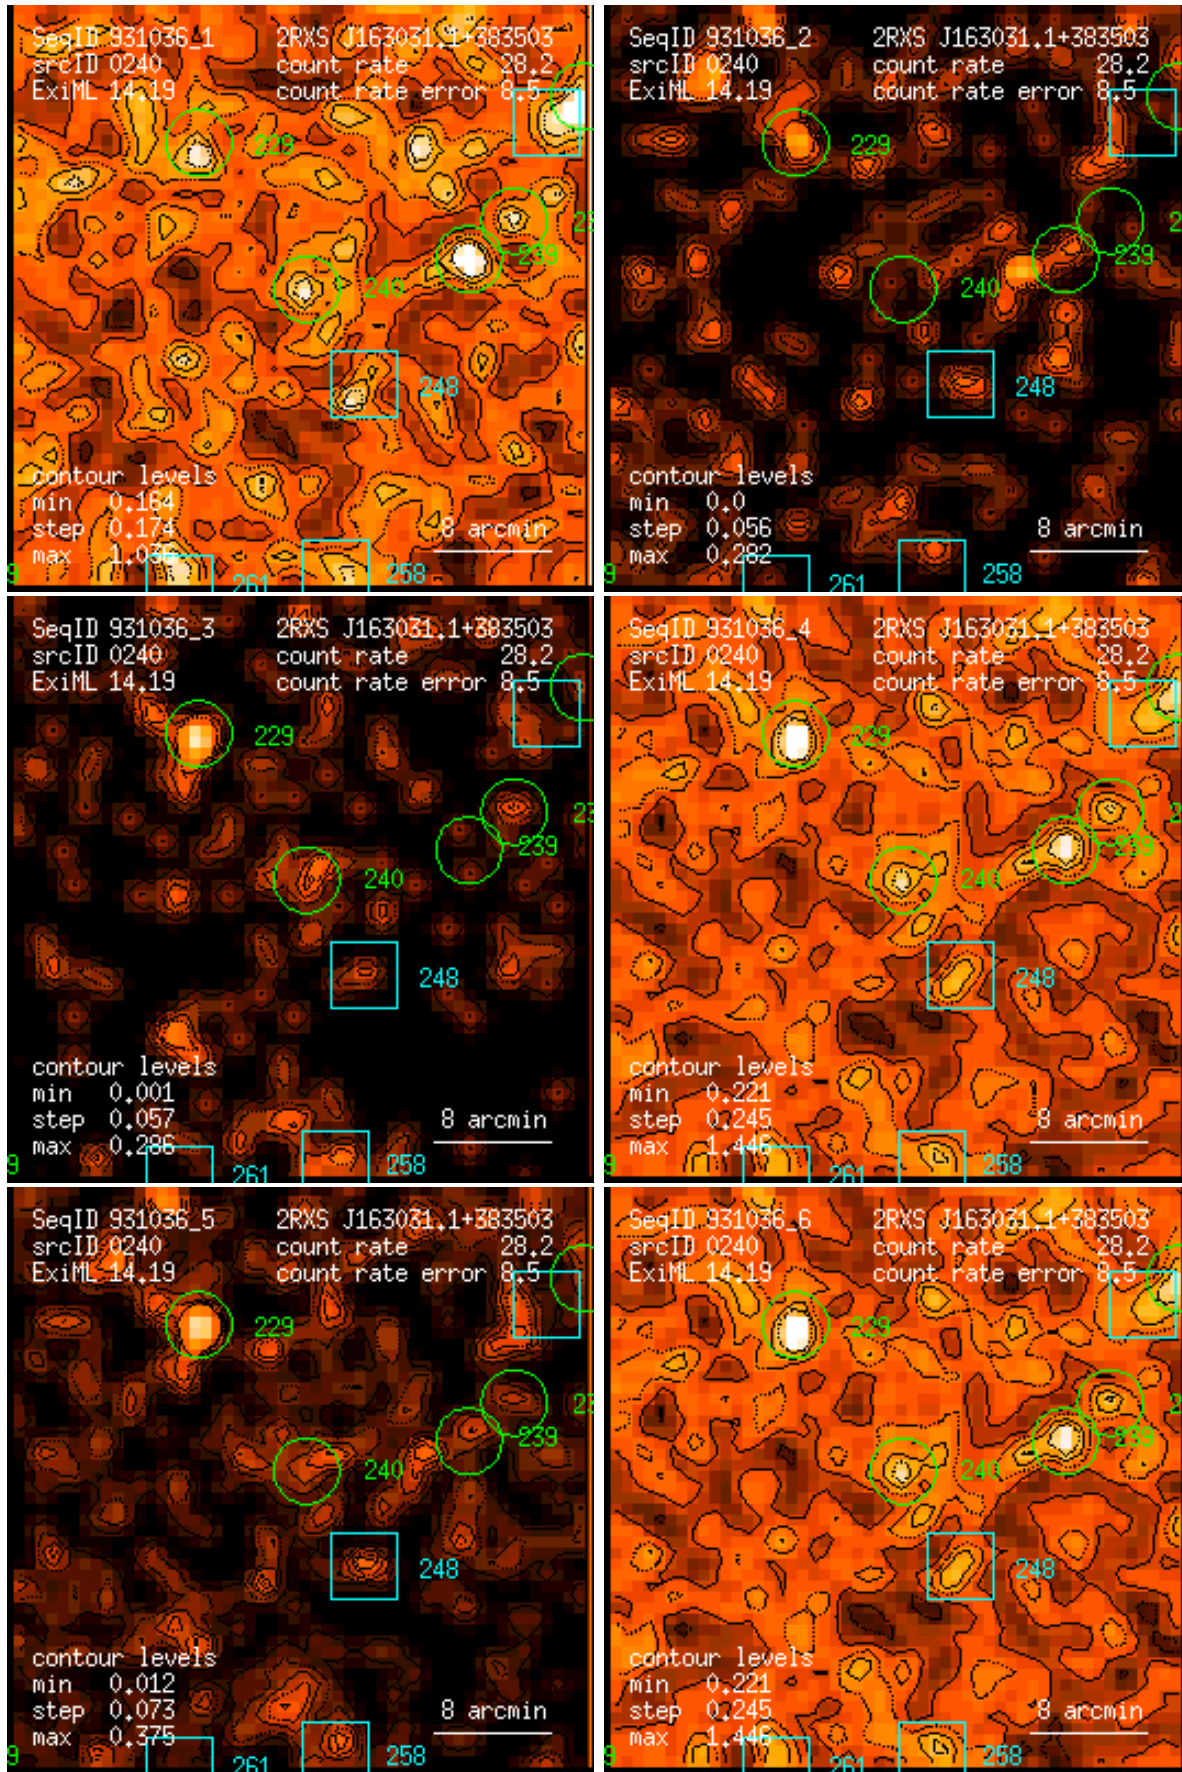 SeqID 931036_1 2RXS J163031.1+383503
srcID 0240 count rate 28.2
ExiML 14.19 count rate error 8.5
229
239
240
248
contour levels
min 0.164
step 0.174
max 1.036
8 arcmin
9 261 258
SeqID 931036_2 2RXS J163031.1+383503
srcID 0240 count rate 28.2
ExiML 14.19 count rate error 8.5
229
239
240
248
contour levels
min 0.0
step 0.056
max 0.282
8 arcmin
9 261 258
SeqID 931036_3 2RXS J163031.1+383503
srcID 0240 count rate 28.2
ExiML 14.19 count rate error 8.5
229
23
239
240
248
contour levels
min 0.001
step 0.057
max 0.286
8 arcmin
9 261 258
SeqID 931036_4 2RXS J163031.1+383503
srcID 0240 count rate 28.2
ExiML 14.19 count rate error 8.5
229
239
240
248
contour levels
min 0.221
step 0.245
max 1.446
8 arcmin
9 261 258
SeqID 931036_5 2RXS J163031.1+383503
srcID 0240 count rate 28.2
ExiML 14.19 count rate error 8.5
229
23
239
240
248
contour levels
min 0.012
step 0.073
max 0.375
8 arcmin
9 261 258
SeqID 931036_6 2RXS J163031.1+383503
srcID 0240 count rate 28.2
ExiML 14.19 count rate error 8.5
229
239
240
248
contour levels
min 0.221
step 0.245
max 1.446
8 arcmin
9 261 258